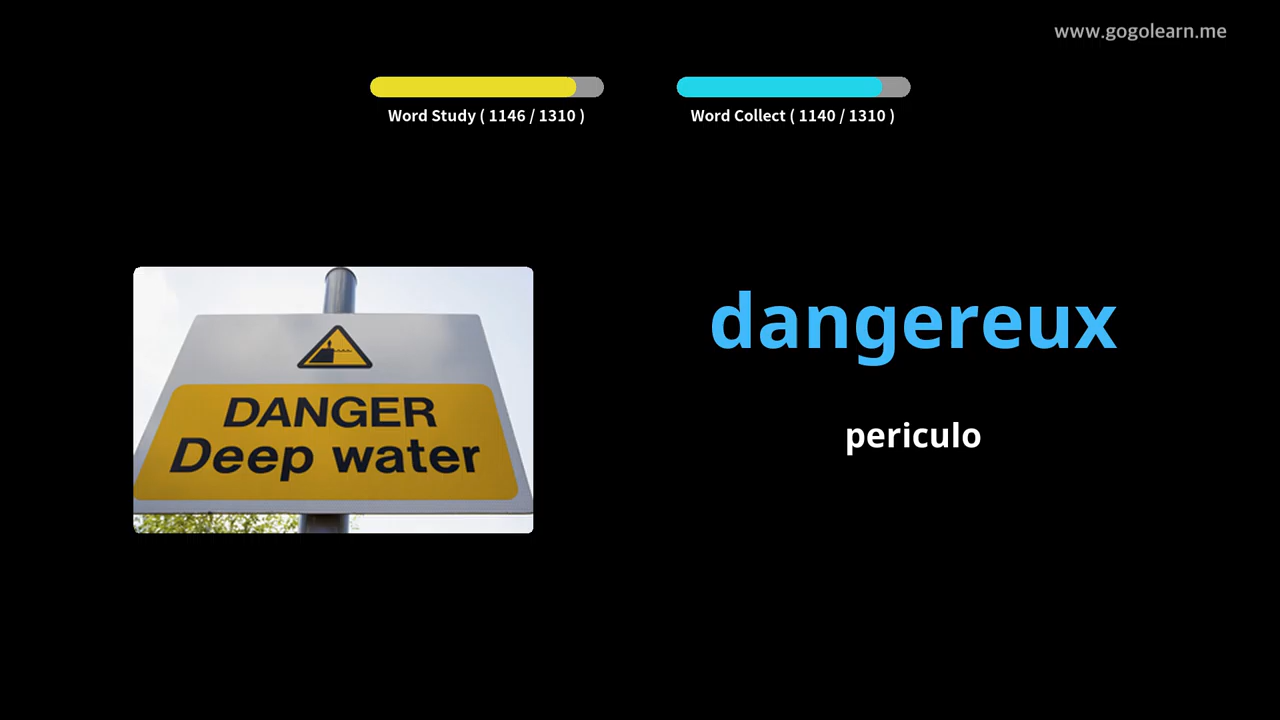 www.gogolearn.me
Word Study ( 1146 / 1310 )
Word Collect ( 1140 / 1310 )
DANGER
Deep water
dangereux
periculo